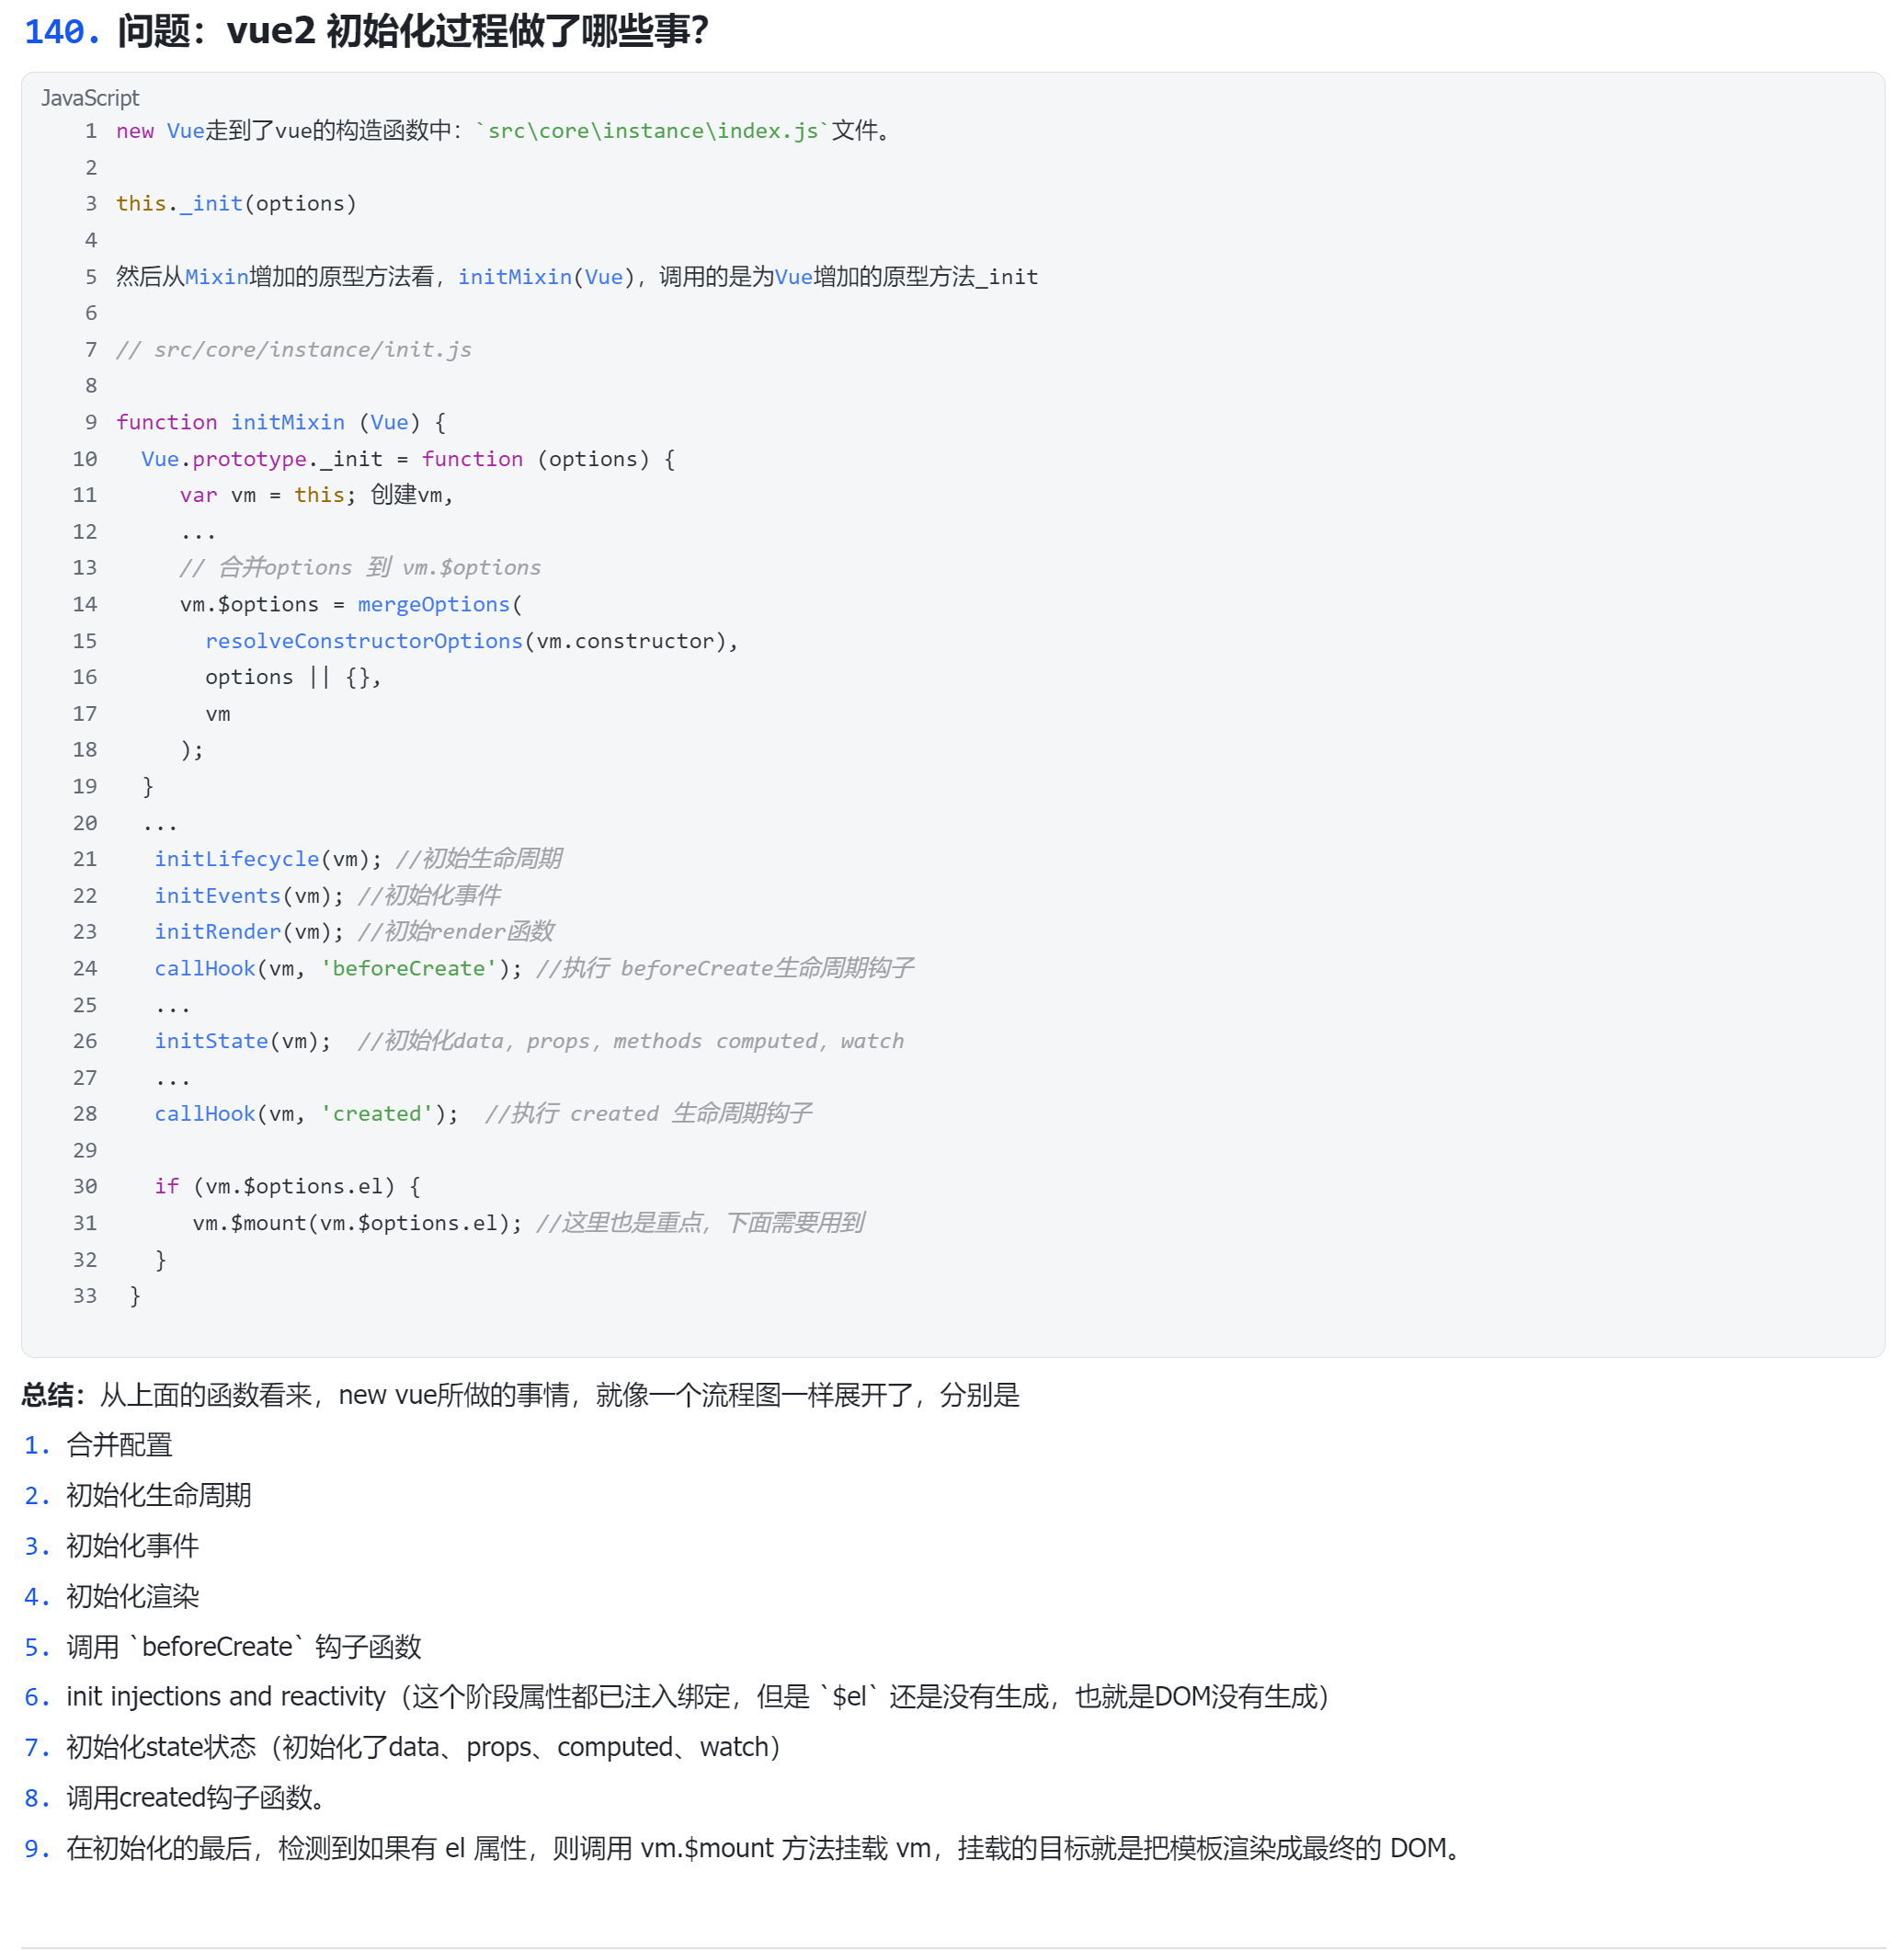 140. 问题：vue2 初始化过程做了哪些事？
JavaScript
1 new Vue走到了vue的构造函数中：`src\core\instance\index.js`文件。
2
3 this._init(options)
4
5 然后从Mixin增加的原型方法看，initMixin(Vue)，调用的是为Vue增加的原型方法_init
6
7 // src/core/instance/init.js
8
9 function initMixin (Vue) {
10   Vue.prototype._init = function (options) {
11      var vm = this; 创建vm,
12      ...
13      // 合并options 到 vm.$options
14      vm.$options = mergeOptions(
15        resolveConstructorOptions(vm.constructor),
16        options || {},
17        vm
18      );
19   }
20   ...
21    initLifecycle(vm); //初始生命周期
22    initEvents(vm); //初始化事件
23    initRender(vm); //初始render函数
24    callHook(vm, 'beforeCreate'); //执行 beforeCreate生命周期钩子
25    ...
26    initState(vm);  //初始化data，props，methods computed，watch
27    ...
28    callHook(vm, 'created');  //执行 created 生命周期钩子
29
30    if (vm.$options.el) {
31       vm.$mount(vm.$options.el); //这里也是重点，下面需要用到
32    }
33  }
总结：从上面的函数看来，new vue所做的事情，就像一个流程图一样展开了，分别是
1. 合并配置
2. 初始化生命周期
3. 初始化事件
4. 初始化渲染
5. 调用 `beforeCreate` 钩子函数
6. init injections and reactivity（这个阶段属性都已注入绑定，但是 `$el` 还是没有生成，也就是DOM没有生成）
7. 初始化state状态（初始化了data、props、computed、watch）
8. 调用created钩子函数。
9. 在初始化的最后，检测到如果有 el 属性，则调用 vm.$mount 方法挂载 vm，挂载的目标就是把模板渲染成最终的 DOM。